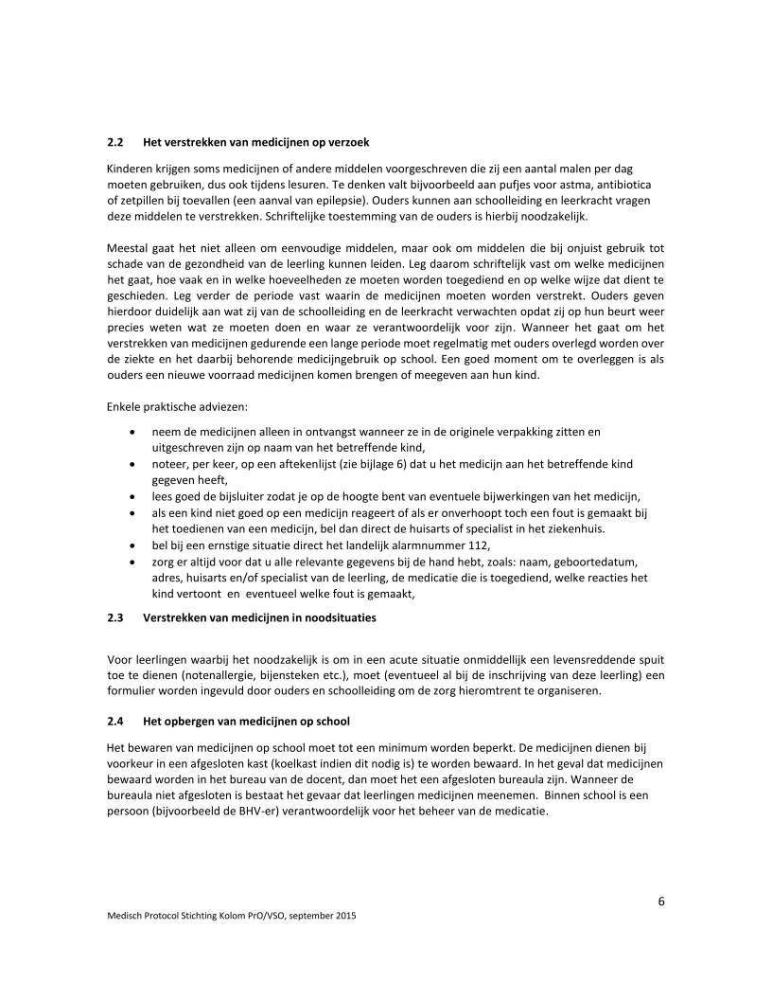 2.2 Het verstrekken van medicijnen op verzoek
Kinderen krijgen soms medicijnen of andere middelen voorgeschreven die zij een aantal malen per dag
moeten gebruiken, dus ook tijdens lesuren. Te denken valt bijvoorbeeld aan pufjes voor astma, antibiotica
of zetpillen bij toevallen (een aanval van epilepsie). Ouders kunnen aan schoolleiding en leerkracht vragen
deze middelen te verstrekken. Schriftelijke toestemming van de ouders is hierbij noodzakelijk.
Meestal gaat het niet alleen om eenvoudige middelen, maar ook om middelen die bij onjuist gebruik tot
schade van de gezondheid van de leerling kunnen leiden. Leg daarom schriftelijk vast om welke medicijnen
het gaat, hoe vaak en in welke hoeveelheden ze moeten worden toegediend en op welke wijze dat dient te
geschieden. Leg verder de periode vast waarin de medicijnen moeten worden verstrekt. Ouders geven
hierdoor duidelijk aan wat zij van de schoolleiding en de leerkracht verwachten opdat zij op hun beurt weer
precies weten wat ze moeten doen en waar ze verantwoordelijk voor zijn. Wanneer het gaat om het
verstrekken van medicijnen gedurende een lange periode moet regelmatig met ouders overlegd worden over
de ziekte en het daarbij behorende medicijngebruik op school. Een goed moment om te overleggen is als
ouders een nieuwe voorraad medicijnen komen brengen of meegeven aan hun kind.
Enkele praktische adviezen:
• neem de medicijnen alleen in ontvangst wanneer ze in de originele verpakking zitten en
uitgeschreven zijn op naam van het betreffende kind,
• noteer, per keer, op een aftekenlijst (zie bijlage 6) dat u het medicijn aan het betreffende kind
gegeven heeft,
• lees goed de bijsluiter zodat je op de hoogte bent van eventuele bijwerkingen van het medicijn,
• als een kind niet goed op een medicijn reageert of als er onverhoopt toch een fout is gemaakt bij
het toedienen van een medicijn, bel dan direct de huisarts of specialist in het ziekenhuis.
• bel bij een ernstige situatie direct het landelijk alarmnummer 112,
• zorg er altijd voor dat u alle relevante gegevens bij de hand hebt, zoals: naam, geboortedatum,
adres, huisarts en/of specialist van de leerling, de medicatie die is toegediend, welke reacties het
kind vertoont en eventueel welke fout is gemaakt,
2.3 Verstrekken van medicijnen in noodsituaties
Voor leerlingen waarbij het noodzakelijk is om in een acute situatie onmiddellijk een levensreddende spuit
toe te dienen (notenallergie, bijensteken etc.), moet (eventueel al bij de inschrijving van deze leerling) een
formulier worden ingevuld door ouders en schoolleiding om de zorg hieromtrent te organiseren.
2.4 Het opbergen van medicijnen op school
Het bewaren van medicijnen op school moet tot een minimum worden beperkt. De medicijnen dienen bij
voorkeur in een afgesloten kast (koelkast indien dit nodig is) te worden bewaard. In het geval dat medicijnen
bewaard worden in het bureau van de docent, dan moet het een afgesloten bureaula zijn. Wanneer de
bureaula niet afgesloten is bestaat het gevaar dat leerlingen medicijnen meenemen. Binnen school is een
persoon (bijvoorbeeld de BHV-er) verantwoordelijk voor het beheer van de medicatie.
6
Medisch Protocol Stichting Kolom PrO/VSO, september 2015